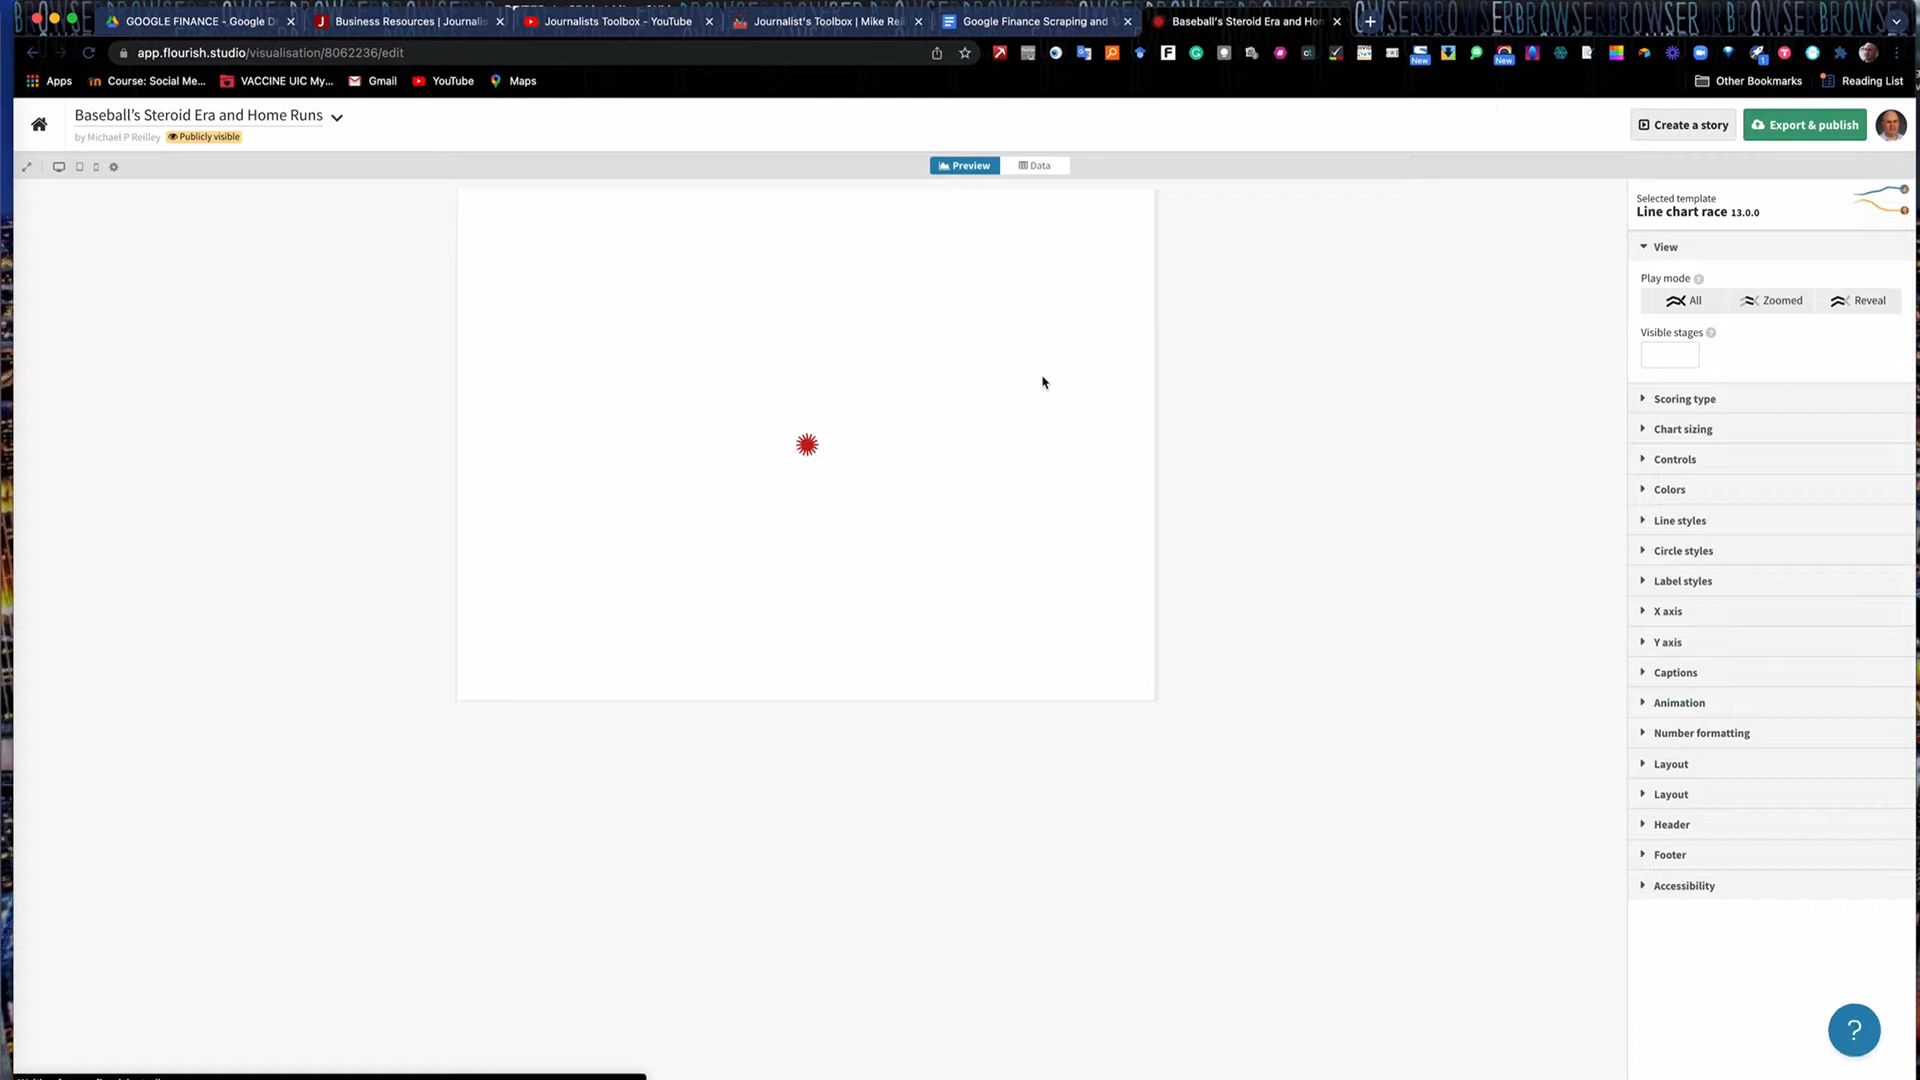 GOOGLE FINANCE - Google D
Business Resources | Journalis
Journalists Toolbox - YouTube
Journalist's Toolbox | Mike Rei
Google Finance Scraping and
Baseball's Steroid Era and Hom
app.flourish.studio/visualisation/8062236/edit
New
New
1
Apps
Course: Social Me...
VACCINE UIC My...
Gmail
YouTube
Maps
Other Bookmarks
Reading List
Baseball's Steroid Era and Home Runs
by Michael P Reilley
Publicly visible
Create a story
Export & publish
Preview
Data
Selected template
Line chart race 13.0.0
View
Play mode
All
Zoomed
Reveal
Visible stages
Scoring type
Chart sizing
Controls
Colors
Line styles
Circle styles
Label styles
X axis
Y axis
Captions
Animation
Number formatting
Layout
Layout
Header
Footer
Accessibility
?